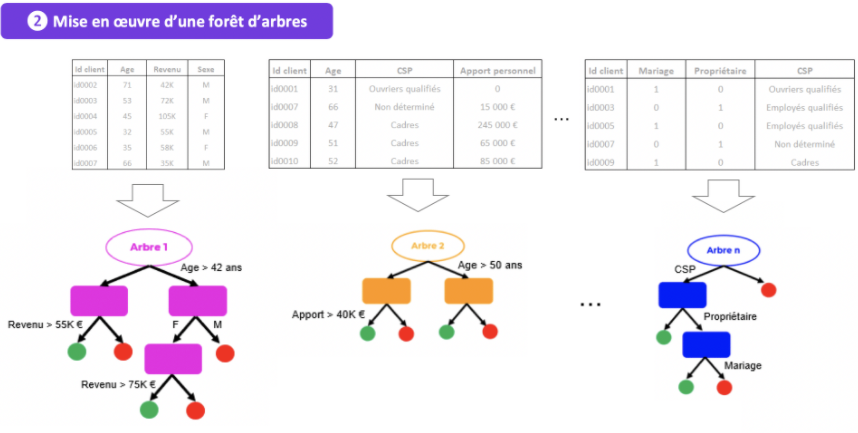 2 Mise en œuvre d'une forêt d'arbres
Id client Age Revenu Sexe
id0002 71 42K M
id0003 53 72K M
id0004 45 105K F
id0005 32 55K M
id0006 35 58K F
id0007 66 35K M
Id client Age CSP Apport personnel
id0001 31 Ouvriers qualifiés 0
id0007 66 Non déterminé 15 000 €
id0008 47 Cadres 245 000 €
id0009 51 Cadres 65 000 €
id0010 52 Cadres 85 000 €
...
Id client Mariage Propriétaire CSP
id0001 1 0 Ouvriers qualifiés
id0003 0 1 Employés qualifiés
id0005 1 0 Employés qualifiés
id0007 0 1 Non déterminé
id0009 1 0 Cadres
Arbre 1
Age > 42 ans
Revenu > 55K €
F M
Revenu > 75K €
Arbre 2
Age > 50 ans
Apport > 40K €
...
Arbre n
CSP
Propriétaire
Mariage